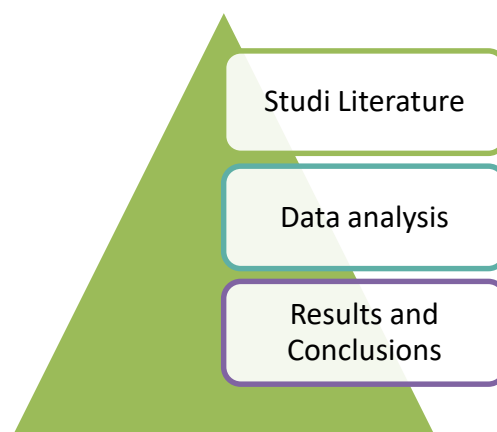 Studi Literature
Data analysis
Results and
Conclusions